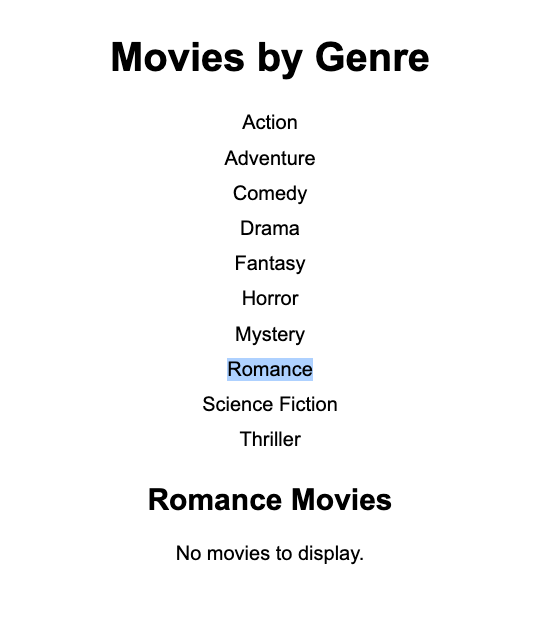 Movies by Genre
Action
Adventure
Comedy
Drama
Fantasy
Horror
Mystery
Romance
Science Fiction
Thriller
Romance Movies
No movies to display.